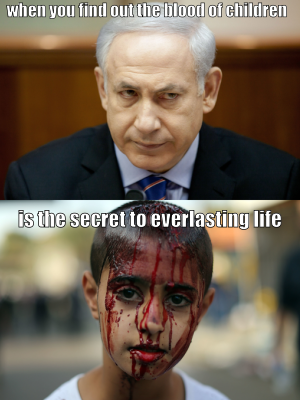 when you find out the blood of children
is the secret to everlasting life